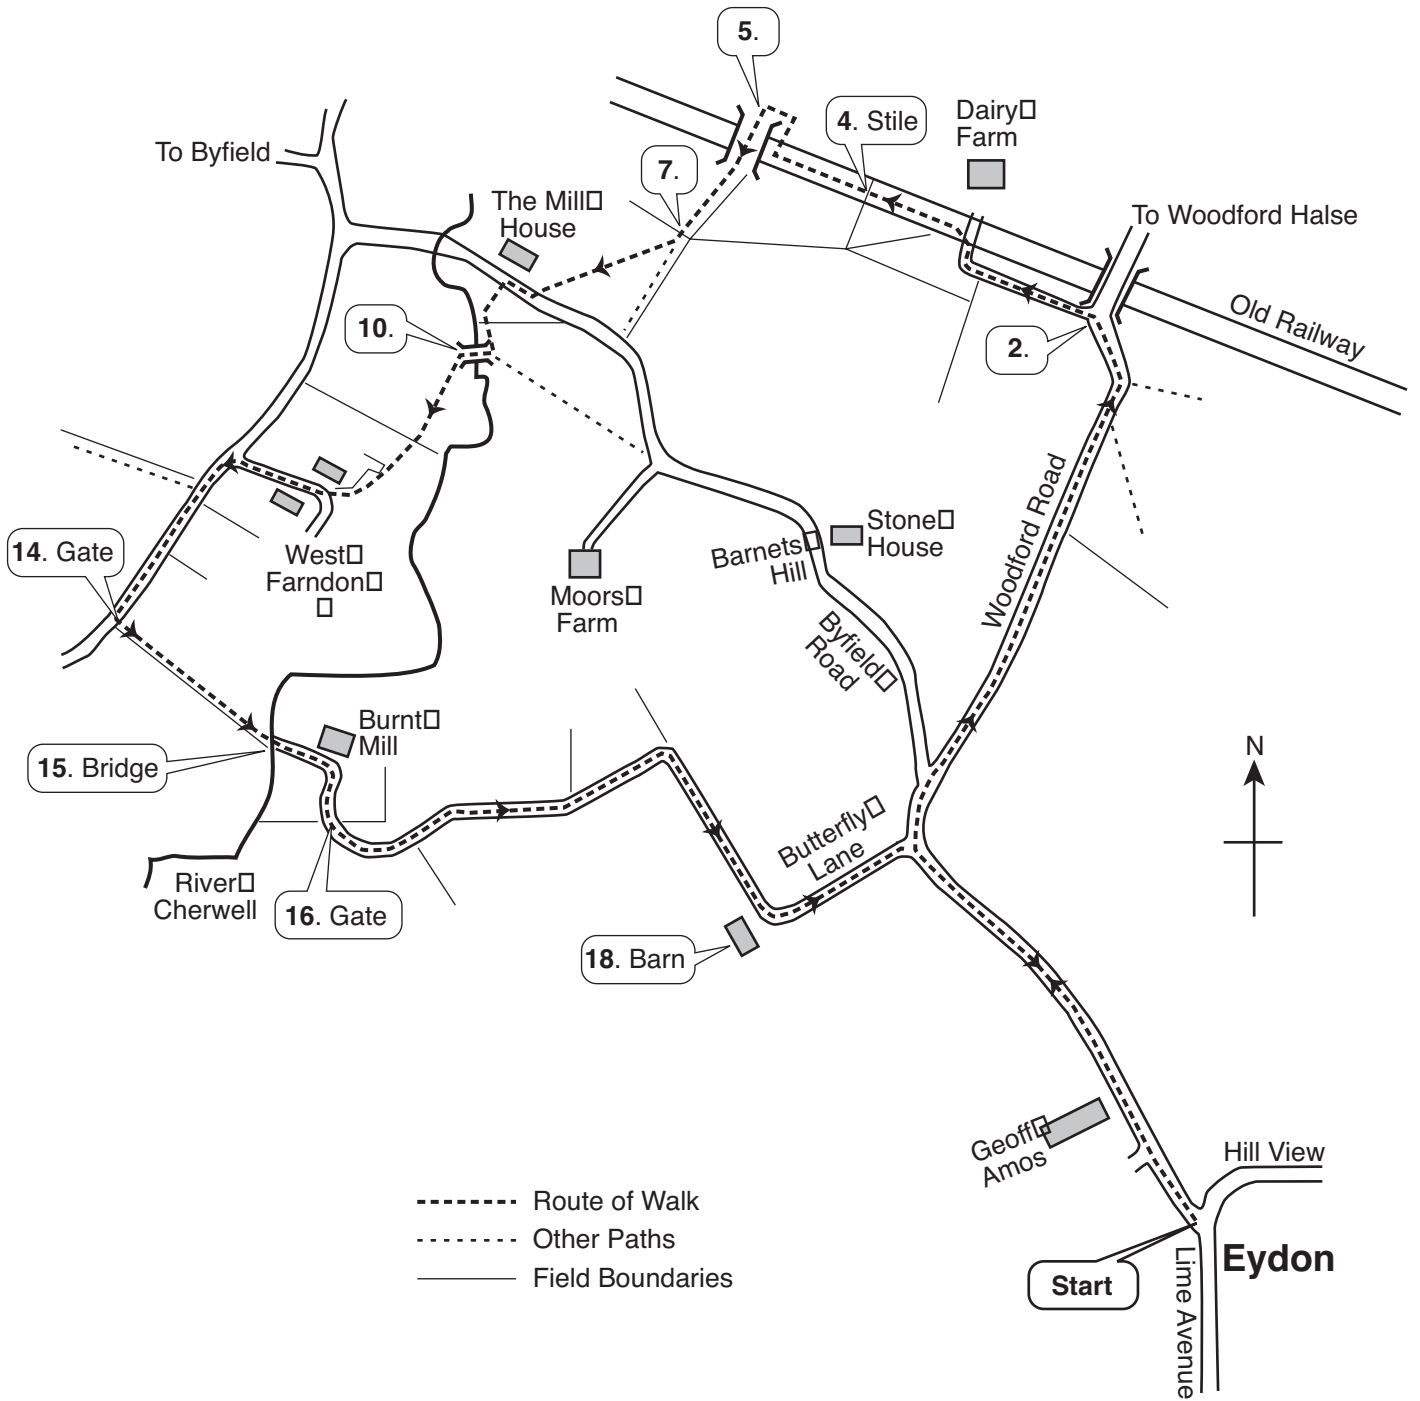 5.
4. Stile
Dairy
Farm
To Byfield
7.
The Mill
House
To Woodford Halse
10.
Old Railway
2.
Woodford Road
14. Gate
West
Farndon
Stone
House
Barnets
Hill
Moors
Farm
Byfield
Road
Burnt
Mill
15. Bridge
N
Butterfly
Lane
River
Cherwell
16. Gate
18. Barn
Geoff
Amos
Hill View
Route of Walk
Other Paths
Field Boundaries
Eydon
Start
Lime Avenue